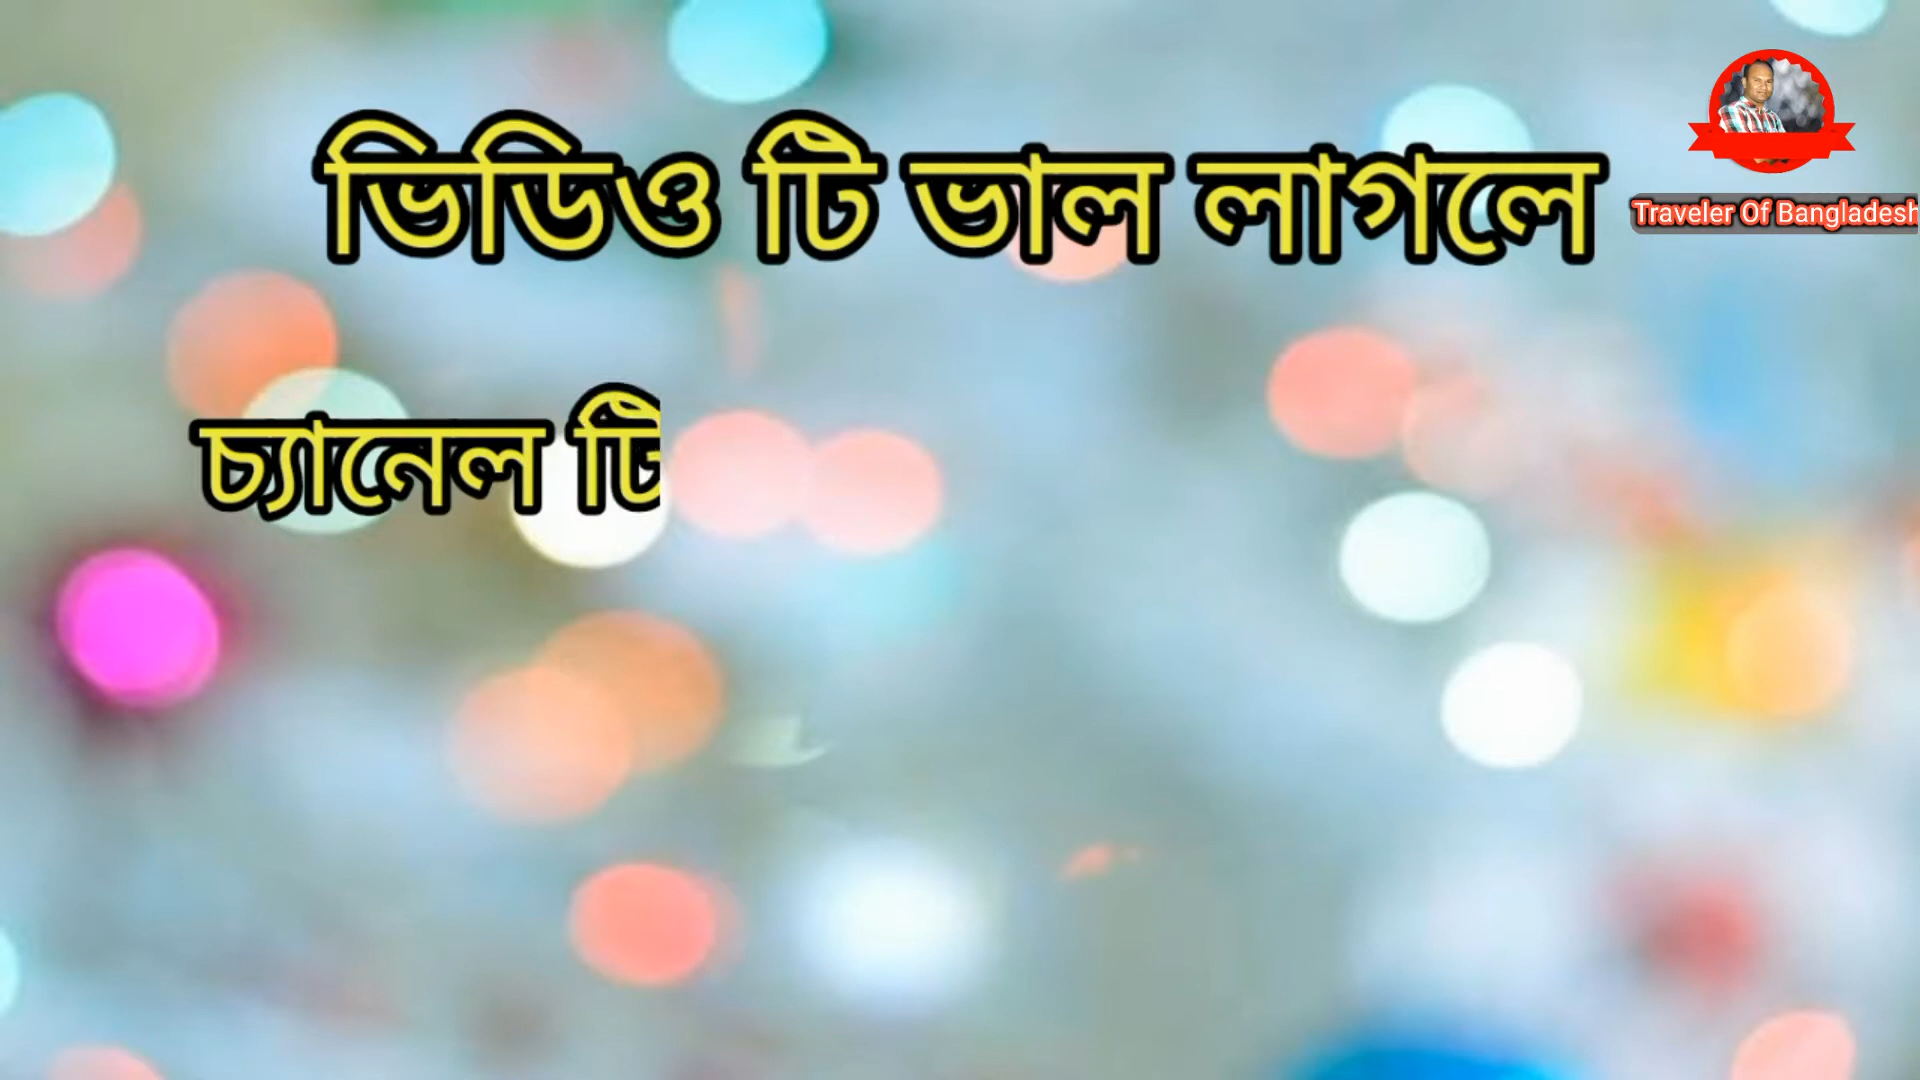 ভিডিও টি ভাল লাগলে
Traveler Of Bangladesh
চ্যানেল টি